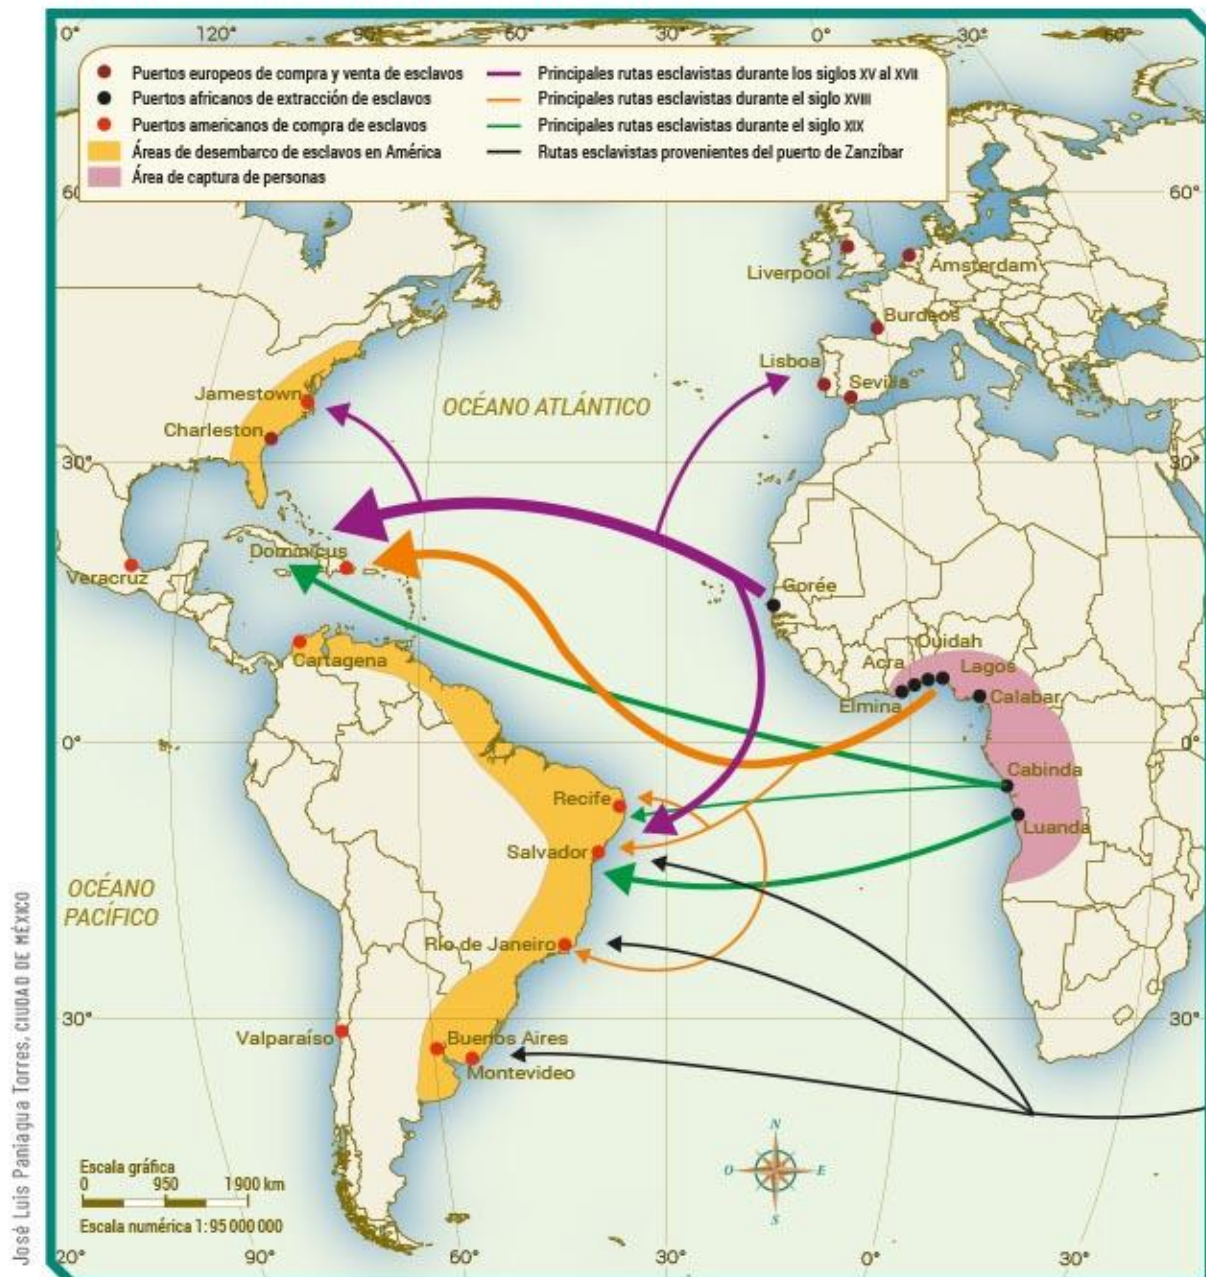 0° 120° 90° 60° 30° 0° 30° 60°
Puertos europeos de compra y venta de esclavos
Puertos africanos de extracción de esclavos
Puertos americanos de compra de esclavos
Áreas de desembarco de esclavos en América
Área de captura de personas
Principales rutas esclavistas durante los siglos XV al XVII
Principales rutas esclavistas durante el siglo XVIII
Principales rutas esclavistas durante el siglo XIX
Rutas esclavistas provenientes del puerto de Zanzíbar
60° 60°
Liverpool
Ámsterdam
Burdeos
Lisboa
Sevilla
Jamestown
OCÉANO ATLÁNTICO
Charleston
30° 30°
Dominicus
Veracruz
Gorée
Ouidah
Cartagena
Acra
Lagos
Elmina
Calabar
0° 0°
Cabinda
Recife
Luanda
Salvador
OCÉANO
PACÍFICO
Río de Janeiro
30° 30°
Valparaíso
Buenos Aires
Montevideo
N
O E
S
Escala gráfica
0 950 1900 km
Escala numérica 1:95 000 000
20° 90° 60° 30° 0° 30°
José Luis Paniagua Torres, CIUDAD DE MÉXICO